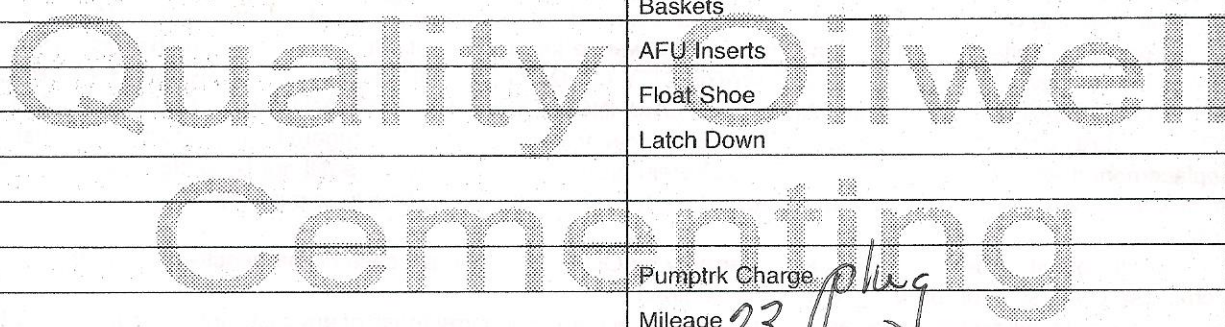 Baskets
Quality Oilwell
AFU Inserts
Float Shoe
Latch Down
Cementing
Pumptrk Charge plug
Mileage 23